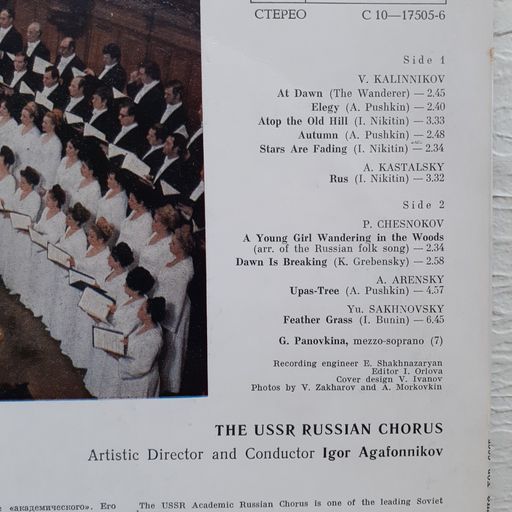 СТЕРЕО С 10—17505-6
Side 1
V. KALINNIKOV
At Dawn (The Wanderer) — 2.45
Elegy (A. Pushkin) — 2.40
Atop the Old Hill (I. Nikitin) — 3.33
Autumn (A. Pushkin) — 2.48
Stars Are Fading (I. Nikitin) — 2.34
A. KASTALSKY
Rus (I. Nikitin) — 3.32
Side 2
P. CHESNOKOV
A Young Girl Wandering in the Woods
(arr. of the Russian folk song) — 2.34
Dawn Is Breaking (K. Grebensky) — 2.58
A. ARENSKY
Upas-Tree (A. Pushkin) — 4.57
Yu. SAKHNOVSKY
Feather Grass (I. Bunin) — 6.45
G. Panovkina, mezzo-soprano (7)
Recording engineer E. Shakhnazaryan
Editor I. Orlova
Cover design V. Ivanov
Photos by V. Zakharov and A. Morkovkin
THE USSR RUSSIAN CHORUS
Artistic Director and Conductor Igor Agafonnikov
«академического». Его
The USSR Academic Russian Chorus is one of the leading Soviet